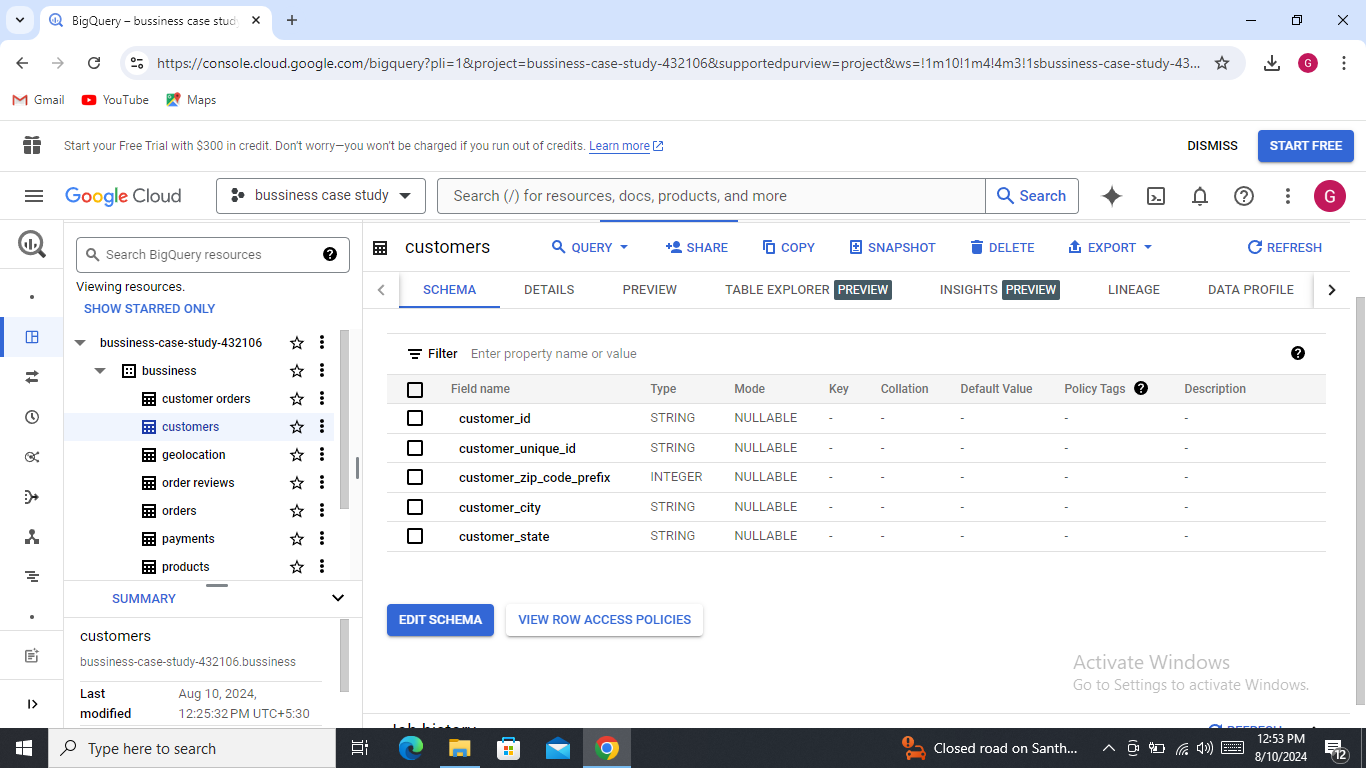 BigQuery – bussiness case stud
https://console.cloud.google.com/bigquery?pli=1&project=bussiness-case-study-432106&supportedpurview=project&ws=!1m10!1m4!4m3!1sbussiness-case-study-43...
G
Gmail YouTube Maps
Start your Free Trial with $300 in credit. Don't worry—you won't be charged if you run out of credits. Learn more
DISMISS
START FREE
Google Cloud
bussiness case study
Search (/) for resources, docs, products, and more
Search
G
Search BigQuery resources
Viewing resources.
SHOW STARRED ONLY
bussiness-case-study-432106
bussiness
customer orders
customers
geolocation
order reviews
orders
payments
products
SUMMARY
customers
bussiness-case-study-432106.bussiness
Last modified Aug 10, 2024, 12:25:32 PM UTC+5:30
customers
QUERY SHARE COPY SNAPSHOT DELETE EXPORT REFRESH
SCHEMA DETAILS PREVIEW TABLE EXPLORER PREVIEW INSIGHTS PREVIEW LINEAGE DATA PROFILE
Filter Enter property name or value
Field name Type Mode Key Collation Default Value Policy Tags Description
customer_id STRING NULLABLE - - - - -
customer_unique_id STRING NULLABLE - - - - -
customer_zip_code_prefix INTEGER NULLABLE - - - - -
customer_city STRING NULLABLE - - - - -
customer_state STRING NULLABLE - - - - -
EDIT SCHEMA VIEW ROW ACCESS POLICIES
Activate Windows
Go to Settings to activate Windows.
Job history REFRESH
Type here to search
Closed road on Santh...
12:53 PM
8/10/2024
12